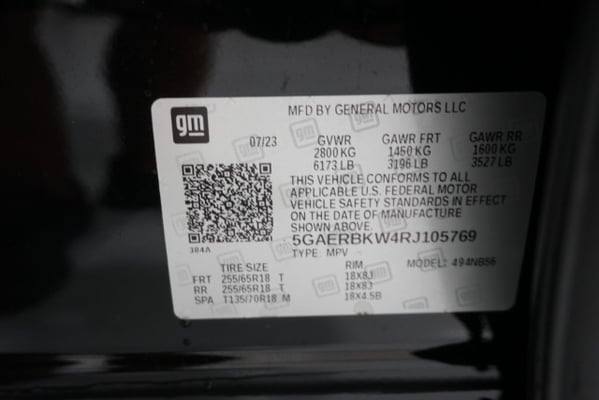 MFD BY GENERAL MOTORS LLC
gm
07/23 GVWR GAWR FRT GAWR RR
2800 KG 1450 KG 1600 KG
6173 LB 3196 LB 3527 LB
THIS VEHICLE CONFORMS TO ALL
APPLICABLE U.S. FEDERAL MOTOR
VEHICLE SAFETY STANDARDS IN EFFECT
ON THE DATE OF MANUFACTURE
SHOWN ABOVE.
5GAERBKW4RJ105769
384A
TYPE: MPV MODEL: 494NB56
TIRE SIZE RIM
FRT 255/65R18 T 18X8J
RR 255/65R18 T 18X8J
SPA T135/70R18 M 18X4.5B